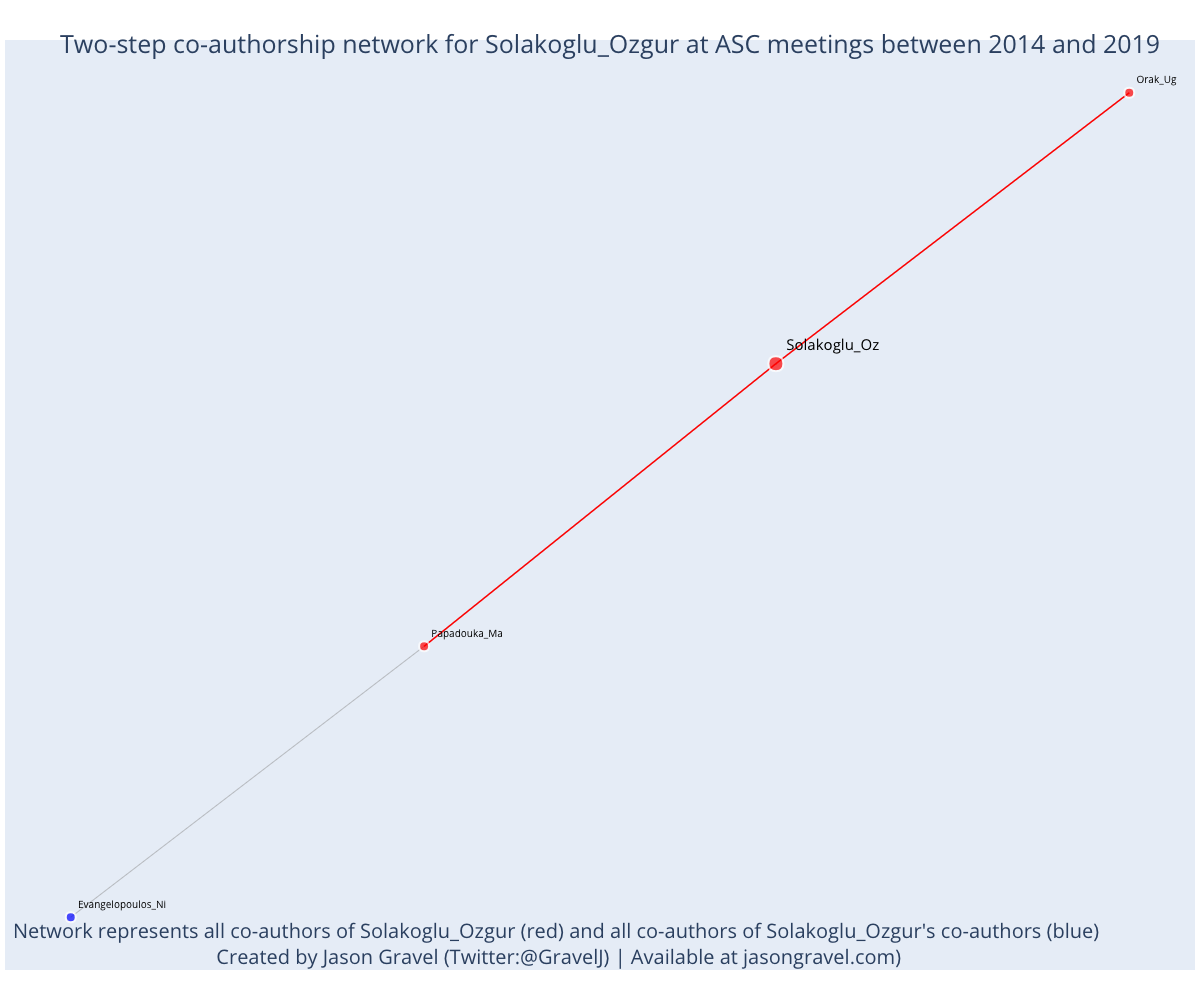 Two-step co-authorship network for Solakoglu_Ozgur at ASC meetings between 2014 and 2019
Orak_Ug
Solakoglu_Oz
Papadouka_Ma
Evangelopoulos_Ni
Network represents all co-authors of Solakoglu_Ozgur (red) and all co-authors of Solakoglu_Ozgur's co-authors (blue)
Created by Jason Gravel (Twitter:@GravelJ) | Available at jasongravel.com)